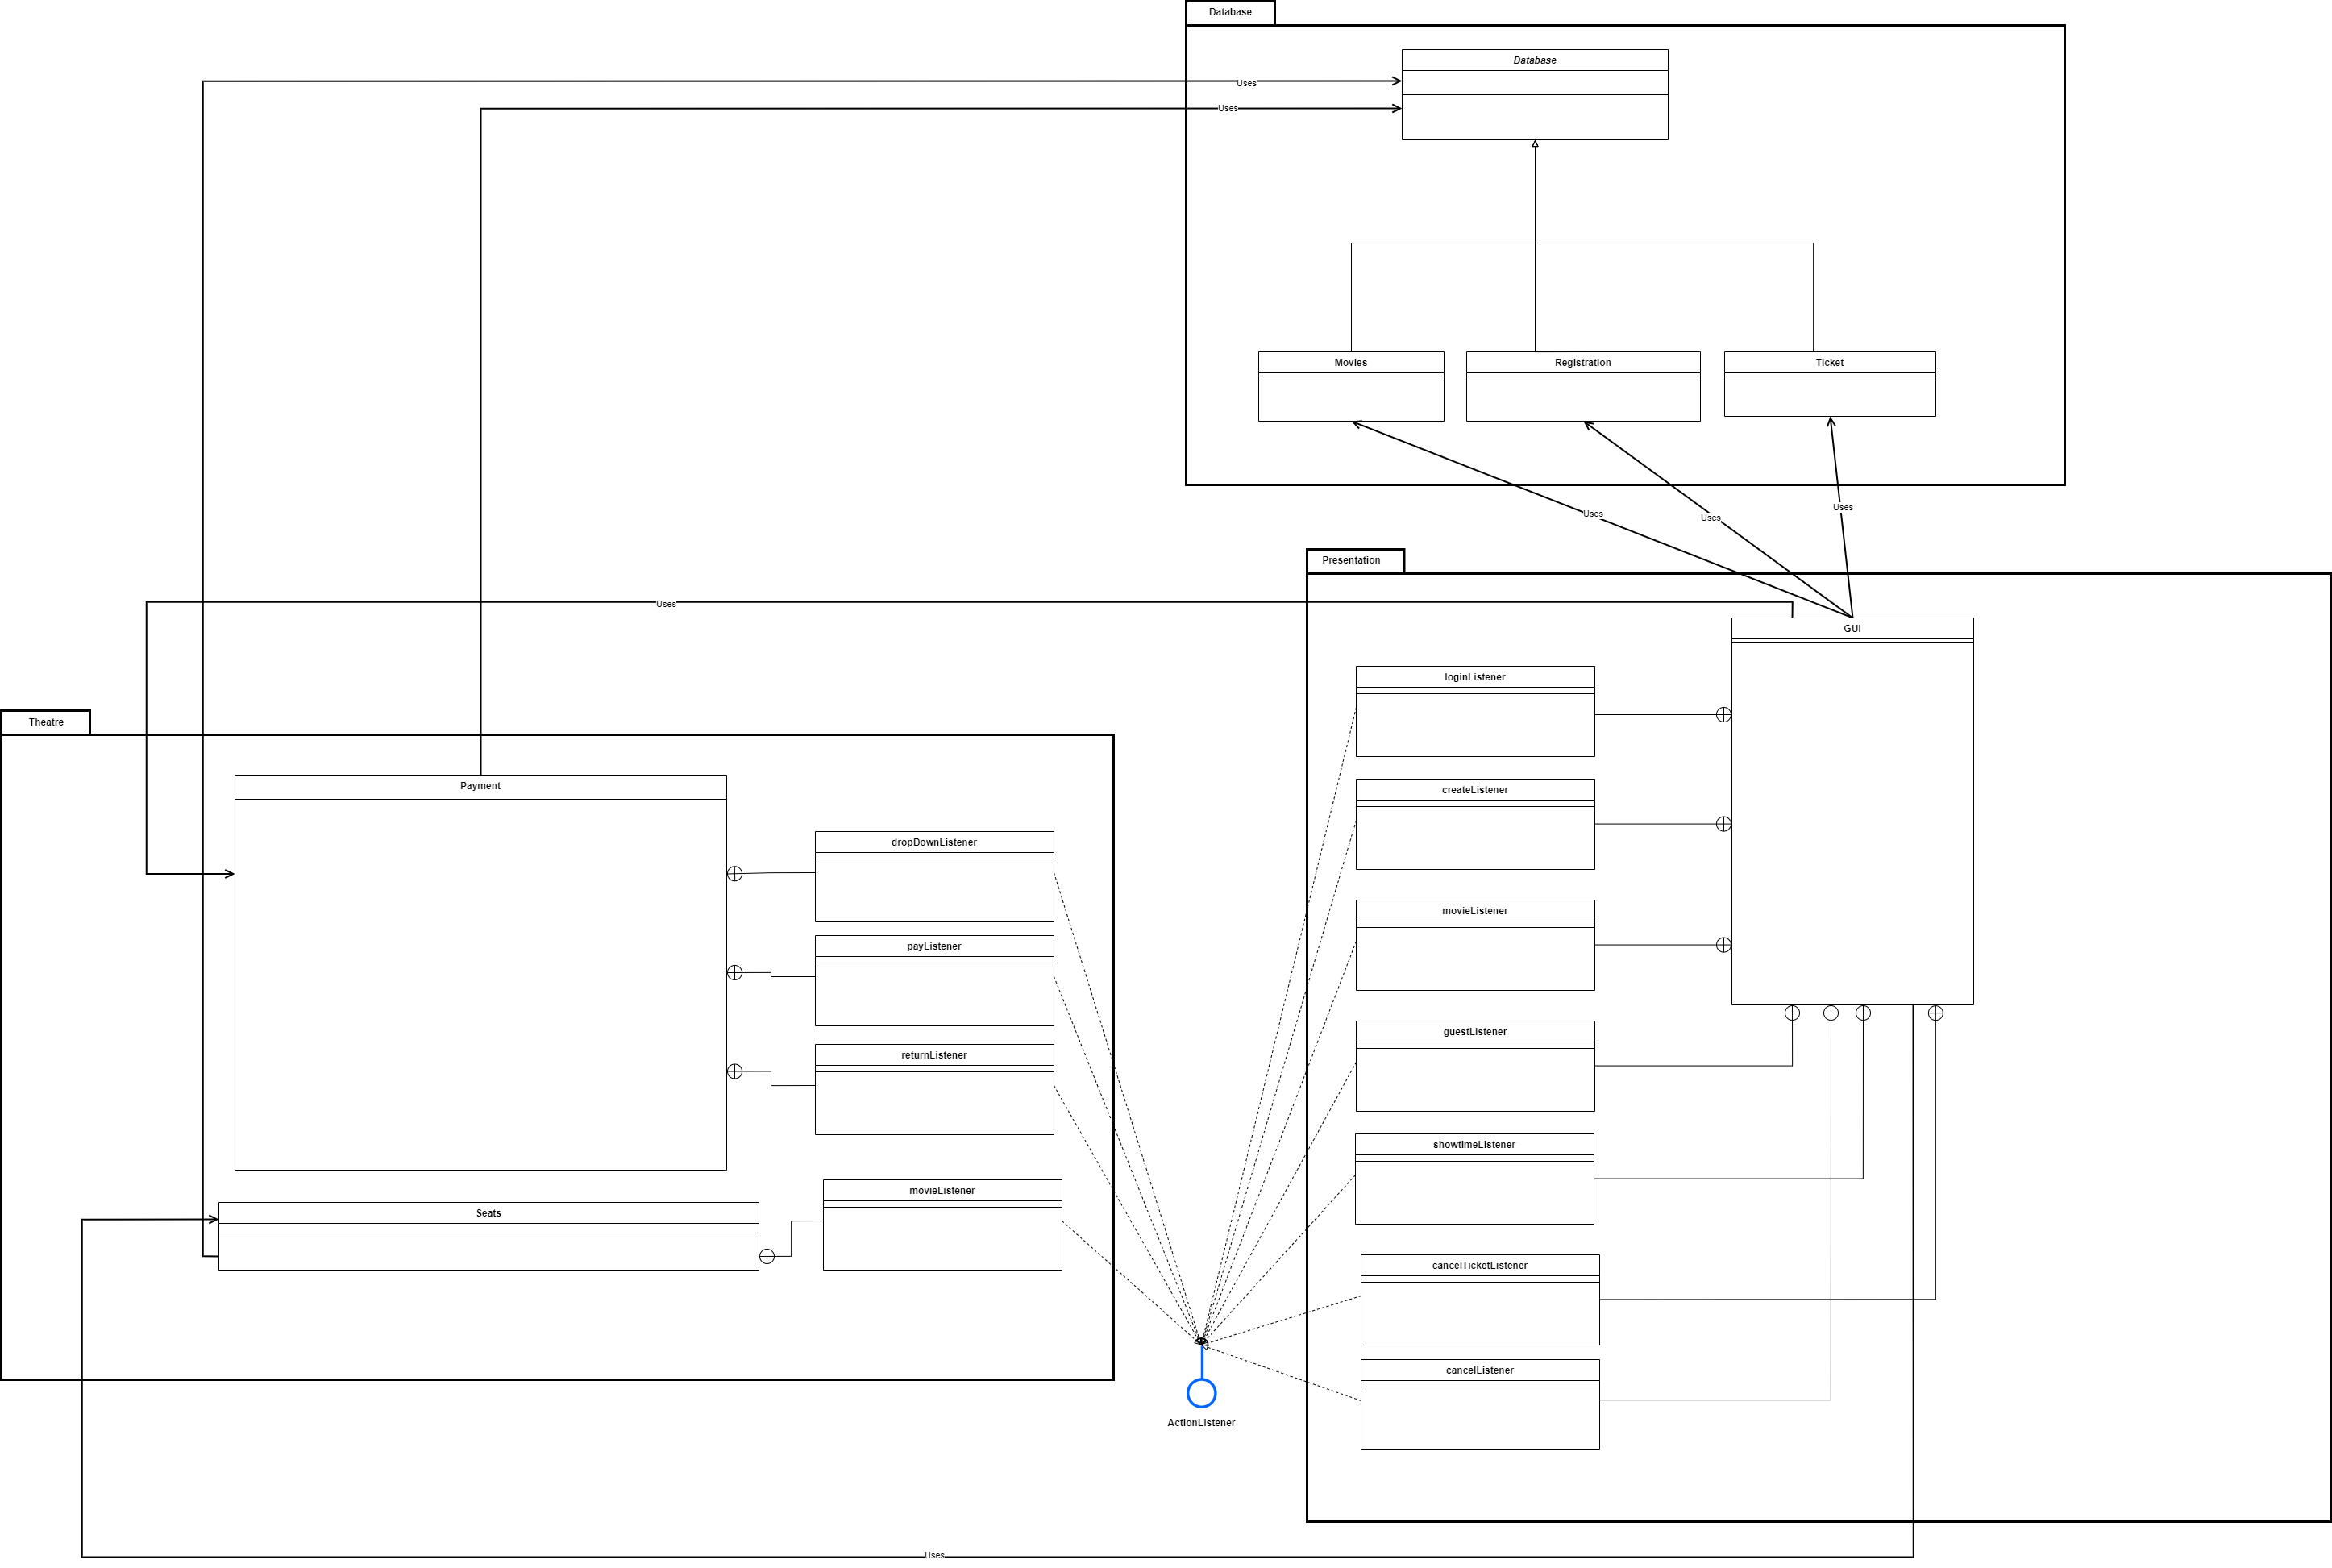 Database
Database
Uses
Uses
Movies
Registration
Ticket
Uses
Uses
Uses
Presentation
Uses
GUI
loginListener
Theatre
Payment
createListener
dropDownListener
movieListener
payListener
guestListener
returnListener
showtimeListener
movieListener
Seats
cancelTicketListener
cancelListener
ActionListener
Uses